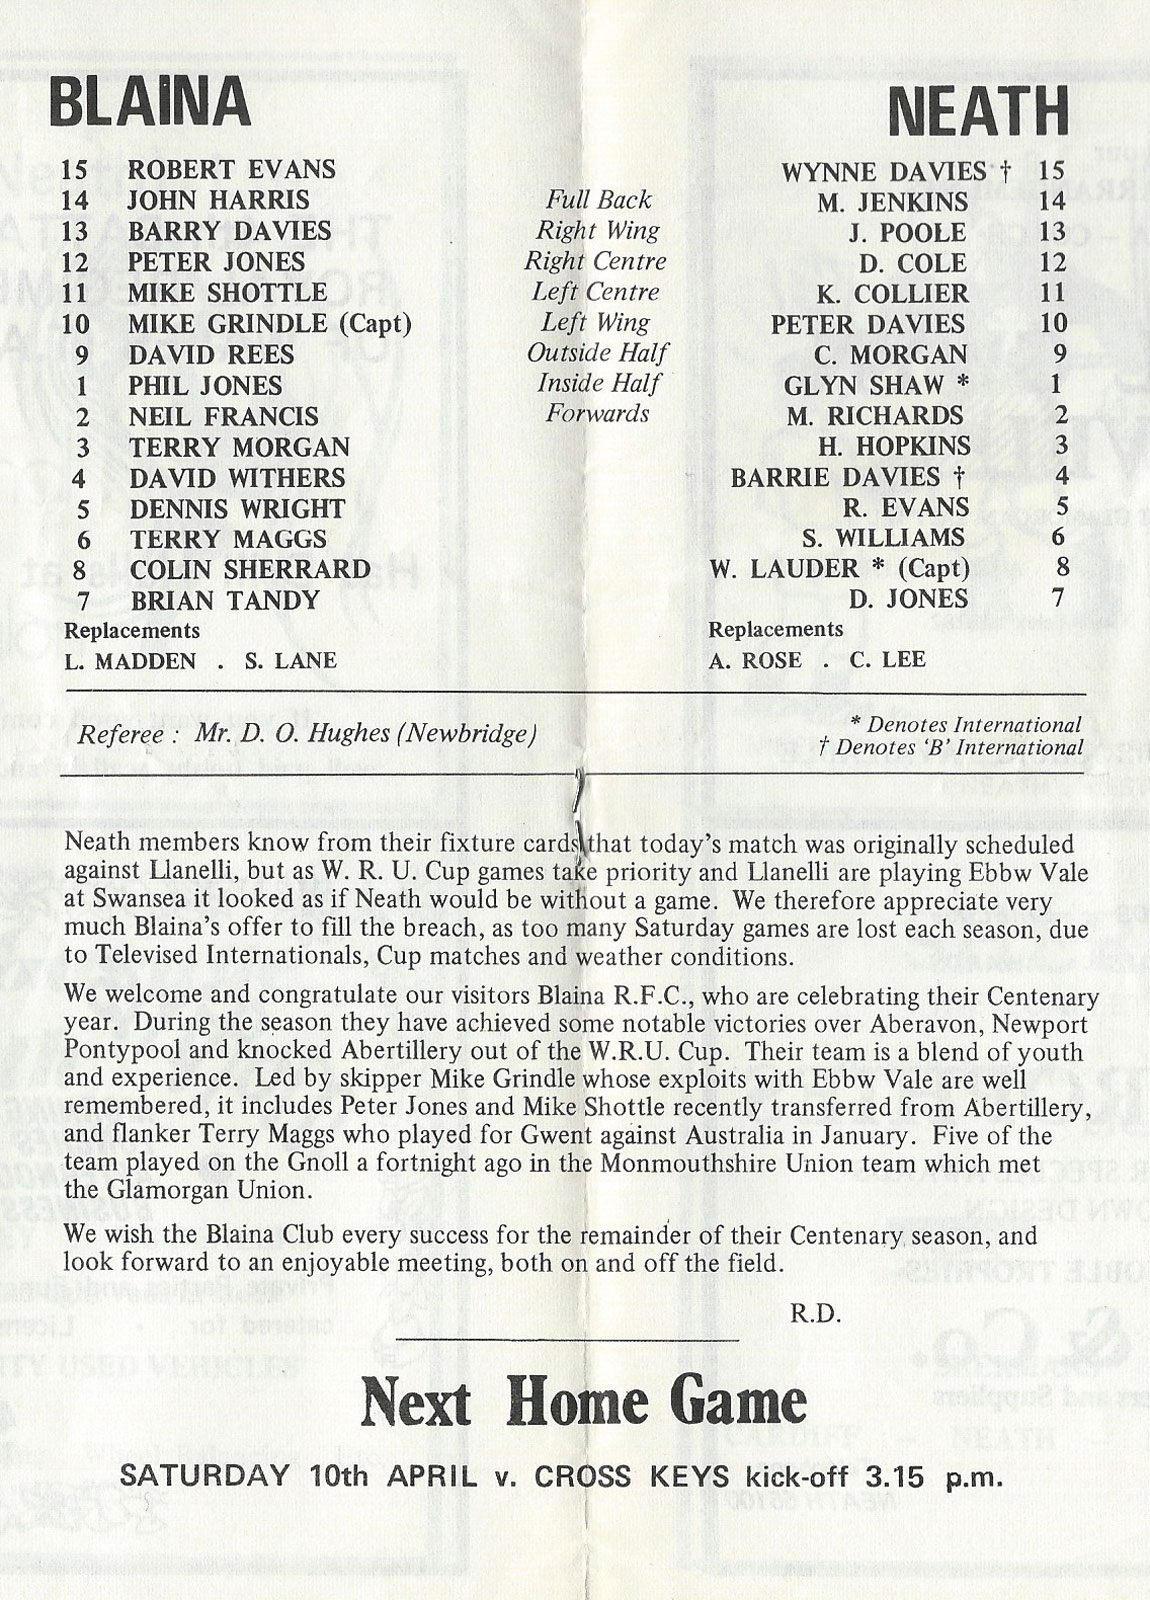 BLAINA
NEATH
15 ROBERT EVANS WYNNE DAVIES † 15
14 JOHN HARRIS Full Back M. JENKINS 14
13 BARRY DAVIES Right Wing J. POOLE 13
12 PETER JONES Right Centre D. COLE 12
11 MIKE SHOTTLE Left Centre K. COLLIER 11
10 MIKE GRINDLE (Capt) Left Wing PETER DAVIES 10
9 DAVID REES Outside Half C. MORGAN 9
1 PHIL JONES Inside Half GLYN SHAW * 1
2 NEIL FRANCIS Forwards M. RICHARDS 2
3 TERRY MORGAN H. HOPKINS 3
4 DAVID WITHERS BARRIE DAVIES † 4
5 DENNIS WRIGHT R. EVANS 5
6 TERRY MAGGS S. WILLIAMS 6
8 COLIN SHERRARD W. LAUDER * (Capt) 8
7 BRIAN TANDY D. JONES 7
Replacements Replacements
L. MADDEN . S. LANE A. ROSE . C. LEE
Referee : Mr. D. O. Hughes (Newbridge)
* Denotes International
† Denotes ‘B’ International
Neath members know from their fixture cards that today’s match was originally scheduled
against Llanelli, but as W. R. U. Cup games take priority and Llanelli are playing Ebbw Vale
at Swansea it looked as if Neath would be without a game. We therefore appreciate very
much Blaina’s offer to fill the breach, as too many Saturday games are lost each season, due
to Televised Internationals, Cup matches and weather conditions.
We welcome and congratulate our visitors Blaina R.F.C., who are celebrating their Centenary
year. During the season they have achieved some notable victories over Aberavon, Newport
Pontypool and knocked Abertillery out of the W.R.U. Cup. Their team is a blend of youth
and experience. Led by skipper Mike Grindle whose exploits with Ebbw Vale are well
remembered, it includes Peter Jones and Mike Shottle recently transferred from Abertillery,
and flanker Terry Maggs who played for Gwent against Australia in January. Five of the
team played on the Gnoll a fortnight ago in the Monmouthshire Union team which met
the Glamorgan Union.
We wish the Blaina Club every success for the remainder of their Centenary season, and
look forward to an enjoyable meeting, both on and off the field.
R.D.
Next Home Game
SATURDAY 10th APRIL v. CROSS KEYS kick-off 3.15 p.m.